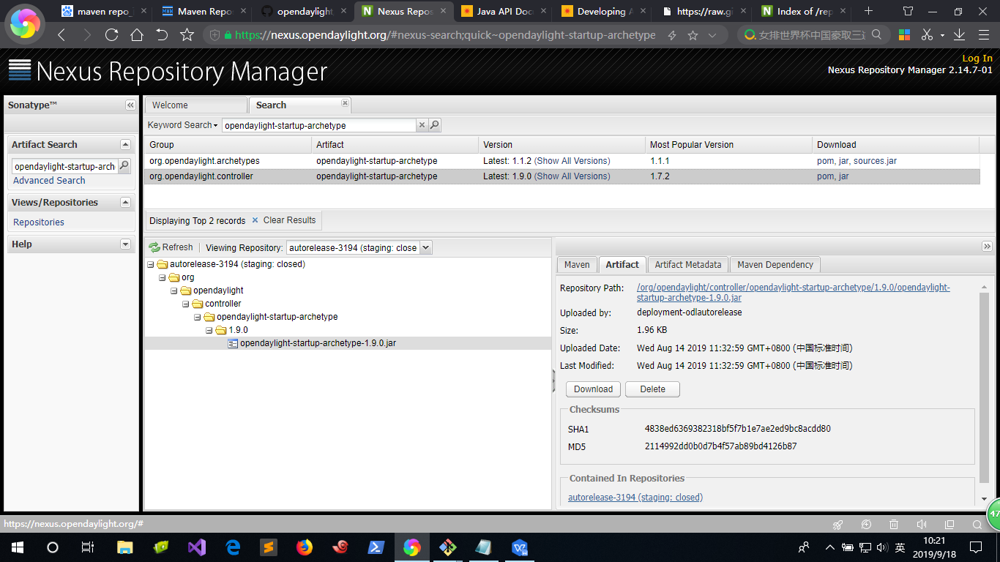 maven repo_
Maven Repo
opendaylight
Nexus Repos
Java API Doc
Developing A
https://raw.gi
Index of /rep
https://nexus.opendaylight.org/#nexus-search;quick~opendaylight-startup-archetype
女排世界杯中国豪取三连
Nexus Repository Manager
Log In
Nexus Repository Manager 2.14.7-01
Sonatype™
Artifact Search
opendaylight-startup-arch
Advanced Search
Views/Repositories
Repositories
Help
Welcome
Search
Keyword Search
opendaylight-startup-archetype
Group Artifact Version Most Popular Version Download
org.opendaylight.archetypes opendaylight-startup-archetype Latest: 1.1.2 (Show All Versions) 1.1.1 pom, jar, sources.jar
org.opendaylight.controller opendaylight-startup-archetype Latest: 1.9.0 (Show All Versions) 1.7.2 pom, jar
Displaying Top 2 records Clear Results
Refresh Viewing Repository: autorelease-3194 (staging: close
autorelease-3194 (staging: closed)
org
opendaylight
controller
opendaylight-startup-archetype
1.9.0
opendaylight-startup-archetype-1.9.0.jar
Maven Artifact Artifact Metadata Maven Dependency
Repository Path: /org/opendaylight/controller/opendaylight-startup-archetype/1.9.0/opendaylight-
startup-archetype-1.9.0.jar
Uploaded by: deployment-odlautorelease
Size: 1.96 KB
Uploaded Date: Wed Aug 14 2019 11:32:59 GMT+0800 (中国标准时间)
Last Modified: Wed Aug 14 2019 11:32:59 GMT+0800 (中国标准时间)
Download Delete
Checksums
SHA1 4838ed6369382318bf5f7b1e7ae2ed9bc8acdd80
MD5 2114992dd0b0d7b4f57ab89bd4126b87
Contained In Repositories
autorelease-3194 (staging: closed)
47
https://nexus.opendaylight.org/#
英
10:21
2019/9/18